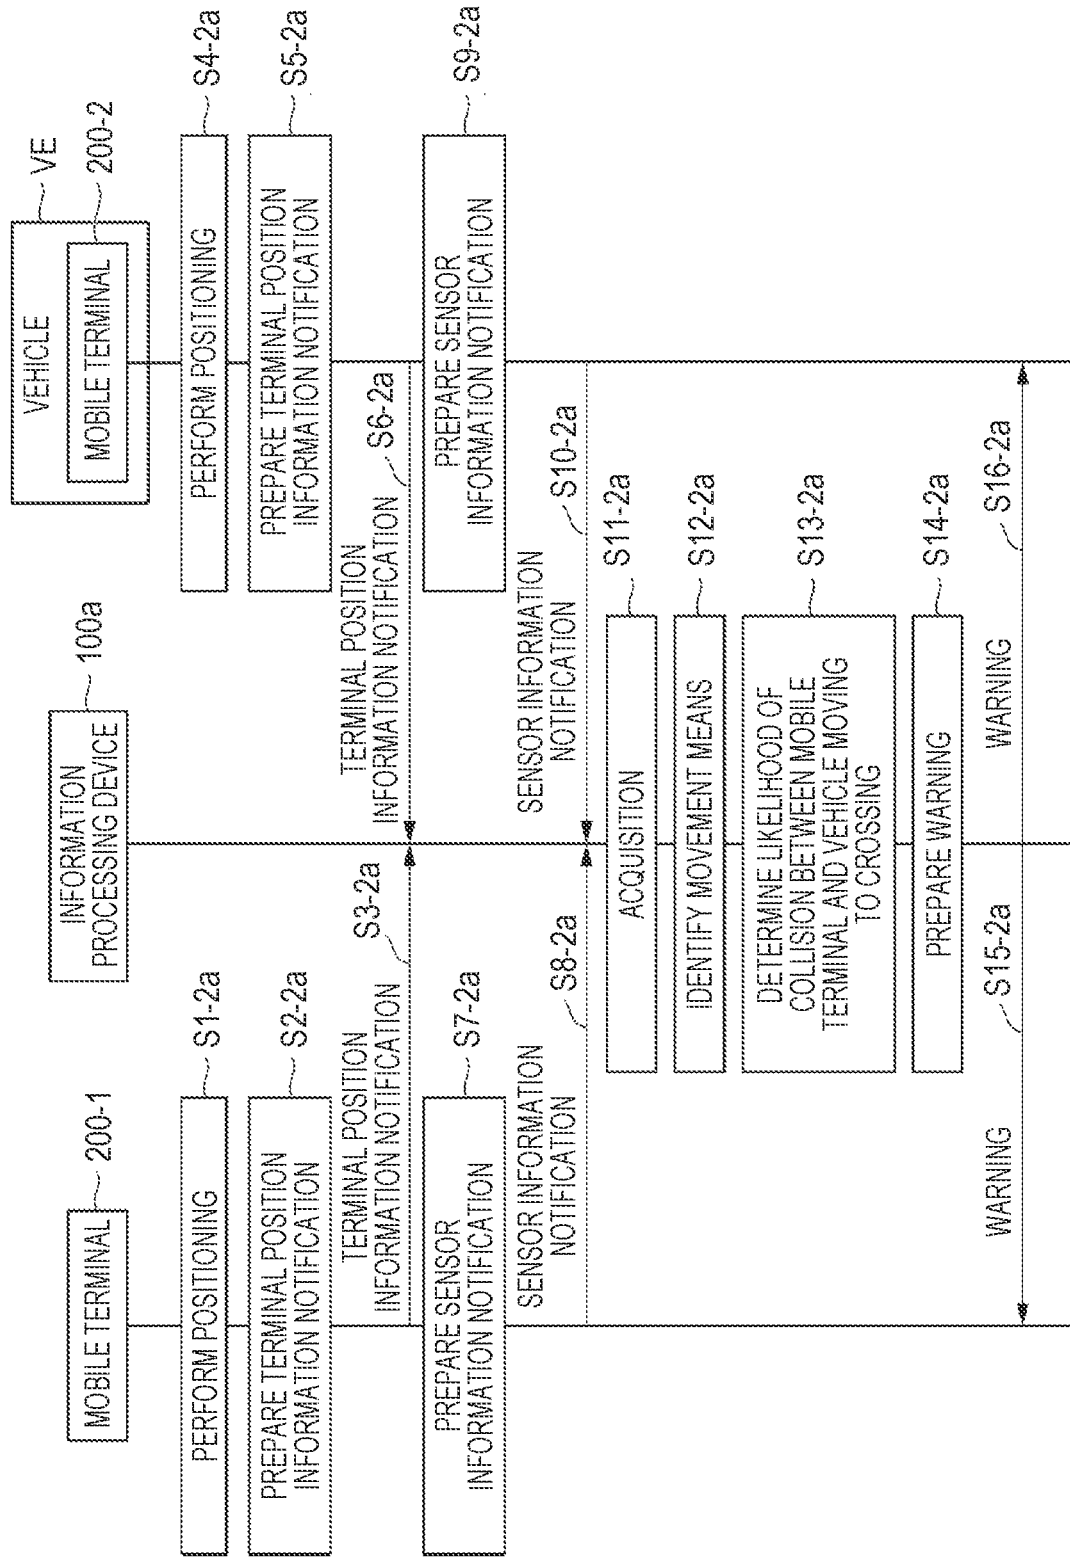 MOBILE TERMINAL
200-1
INFORMATION
PROCESSING DEVICE
100a
VEHICLE
VE
MOBILE TERMINAL
200-2
PERFORM POSITIONING
S1-2a
PERFORM POSITIONING
S4-2a
PREPARE TERMINAL POSITION
INFORMATION NOTIFICATION
S2-2a
PREPARE TERMINAL POSITION
INFORMATION NOTIFICATION
S5-2a
TERMINAL POSITION
INFORMATION NOTIFICATION
S3-2a
TERMINAL POSITION
INFORMATION NOTIFICATION
S6-2a
PREPARE SENSOR
INFORMATION NOTIFICATION
S7-2a
PREPARE SENSOR
INFORMATION NOTIFICATION
S9-2a
SENSOR INFORMATION
NOTIFICATION
S8-2a
SENSOR INFORMATION
NOTIFICATION
S10-2a
ACQUISITION
S11-2a
IDENTIFY MOVEMENT MEANS
S12-2a
DETERMINE LIKELIHOOD OF
COLLISION BETWEEN MOBILE
TERMINAL AND VEHICLE MOVING
TO CROSSING
S13-2a
PREPARE WARNING
S14-2a
WARNING
S15-2a
WARNING
S16-2a